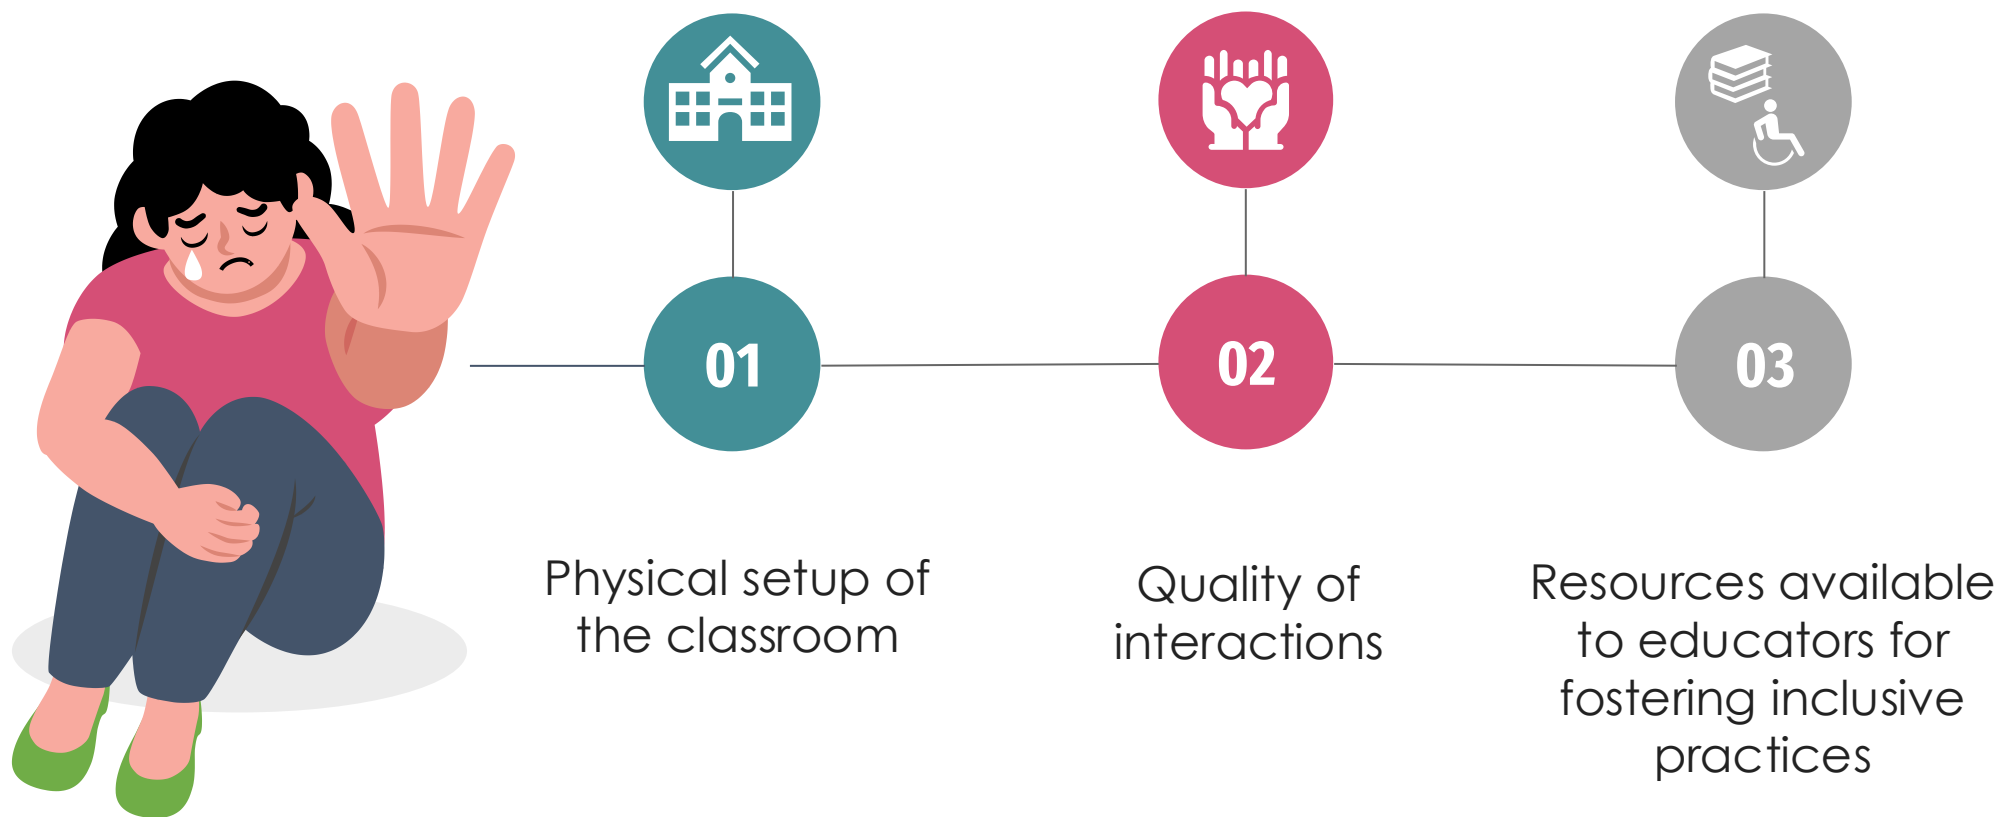 01
02
03
Physical setup of
the classroom
Quality of
interactions
Resources available
to educators for
fostering inclusive
practices